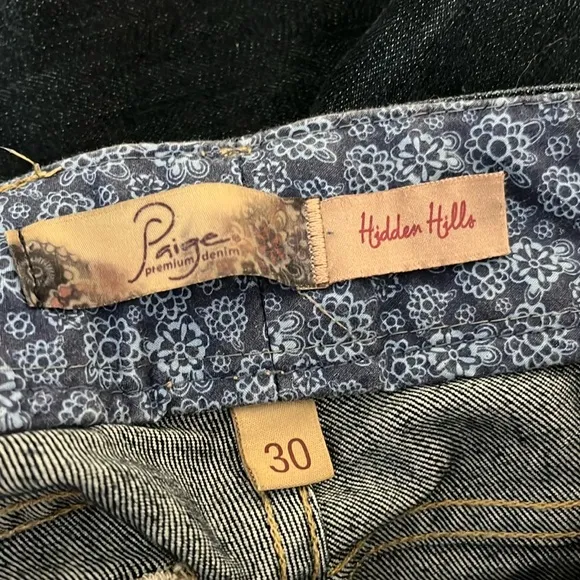 Paige
premium denim
Hidden Hills
30